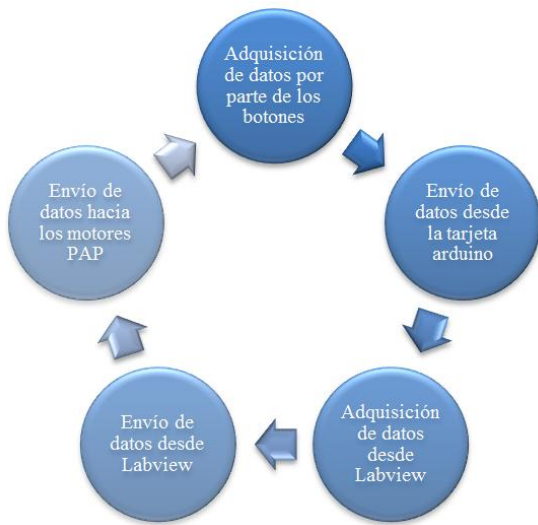 Adquisición
de datos por
parte de los
botones
Envío de
datos desde
la tarjeta
arduino
Adquisición
de datos
desde
Labview
Envío de
datos desde
Labview
Envío de
datos hacia
los motores
PAP